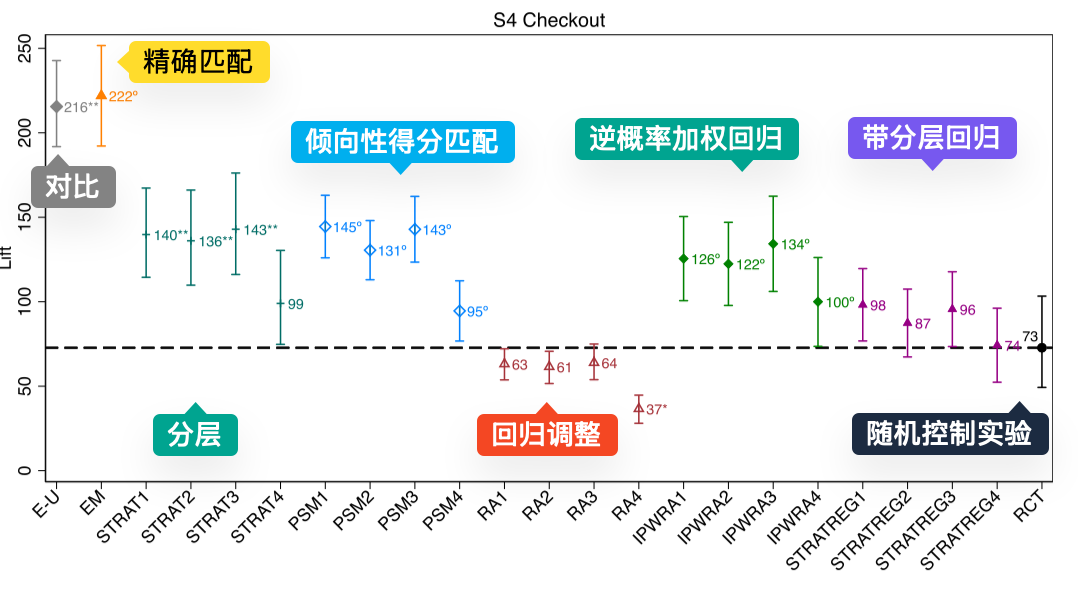 S4 Checkout
250
200
150
100
50
0
Lift
精确匹配
216**
222°
对比
倾向性得分匹配
逆概率加权回归
带分层回归
140**
136**
143**
99
145°
131°
143°
95°
63
61
64
37*
126°
122°
134°
100°
98
87
96
74
73
分层
回归调整
随机控制实验
E-U
EM
STRAT1
STRAT2
STRAT3
STRAT4
PSM1
PSM2
PSM3
PSM4
RA1
RA2
RA3
RA4
IPWRA1
IPWRA2
IPWRA3
IPWRA4
STRATREG1
STRATREG2
STRATREG3
STRATREG4
RCT